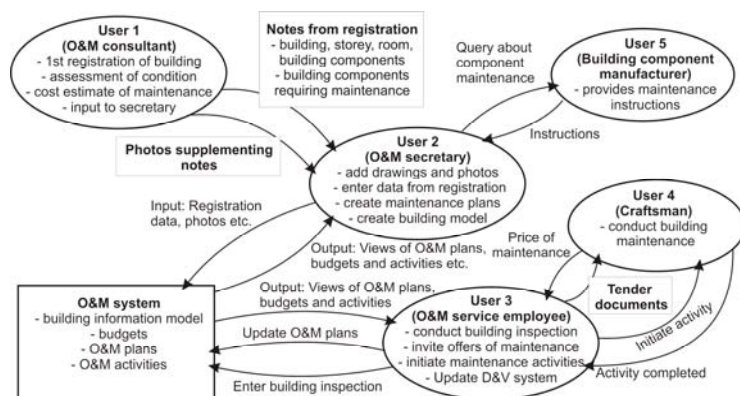 User 1
(O&M consultant)
- 1st registration of building
- assessment of condition
- cost estimate of maintenance
- input to secretary
Notes from registration
- building, storey, room,
building components
- building components
requiring maintenance
Query about
component
maintenance
User 5
(Building component
manufacturer)
- provides maintenance
instructions
Instructions
Photos supplementing
notes
User 2
(O&M secretary)
- add drawings and photos
- enter data from registration
- create maintenance plans
- create building model
Input: Registration
data, photos etc.
Output: Views of O&M plans,
budgets and activities etc.
User 4
(Craftsman)
- conduct building
maintenance
Price of
maintenance
Tender
documents
O&M system
- building information model
- budgets
- O&M plans
- O&M activities
Output: Views of O&M plans,
budgets and activities
Update O&M plans
Enter building inspection
User 3
(O&M service employee)
- conduct building inspection
- invite offers of maintenance
- initiate maintenance activities
- Update D&V system
Initiate activity
Activity completed